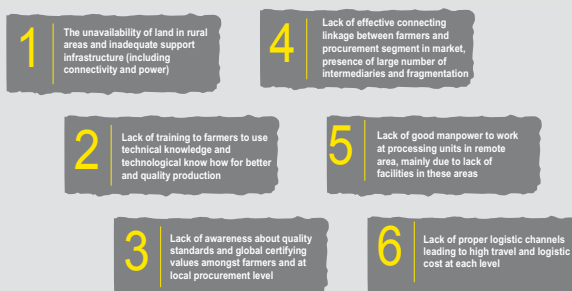 1
The unavailability of land in rural
areas and inadequate support
infrastructure (including
connectivity and power)
2
Lack of training to farmers to use
technical knowledge and
technological know how for better
and quality production
3
Lack of awareness about quality
standards and global certifying
values amongst farmers and at
local procurement level
4
Lack of effective connecting
linkage between farmers and
procurement segment in market,
presence of large number of
intermediaries and fragmentation
5
Lack of good manpower to work
at processing units in remote
area, mainly due to lack of
facilities in these areas
6
Lack of proper logistic channels
leading to high travel and logistic
cost at each level